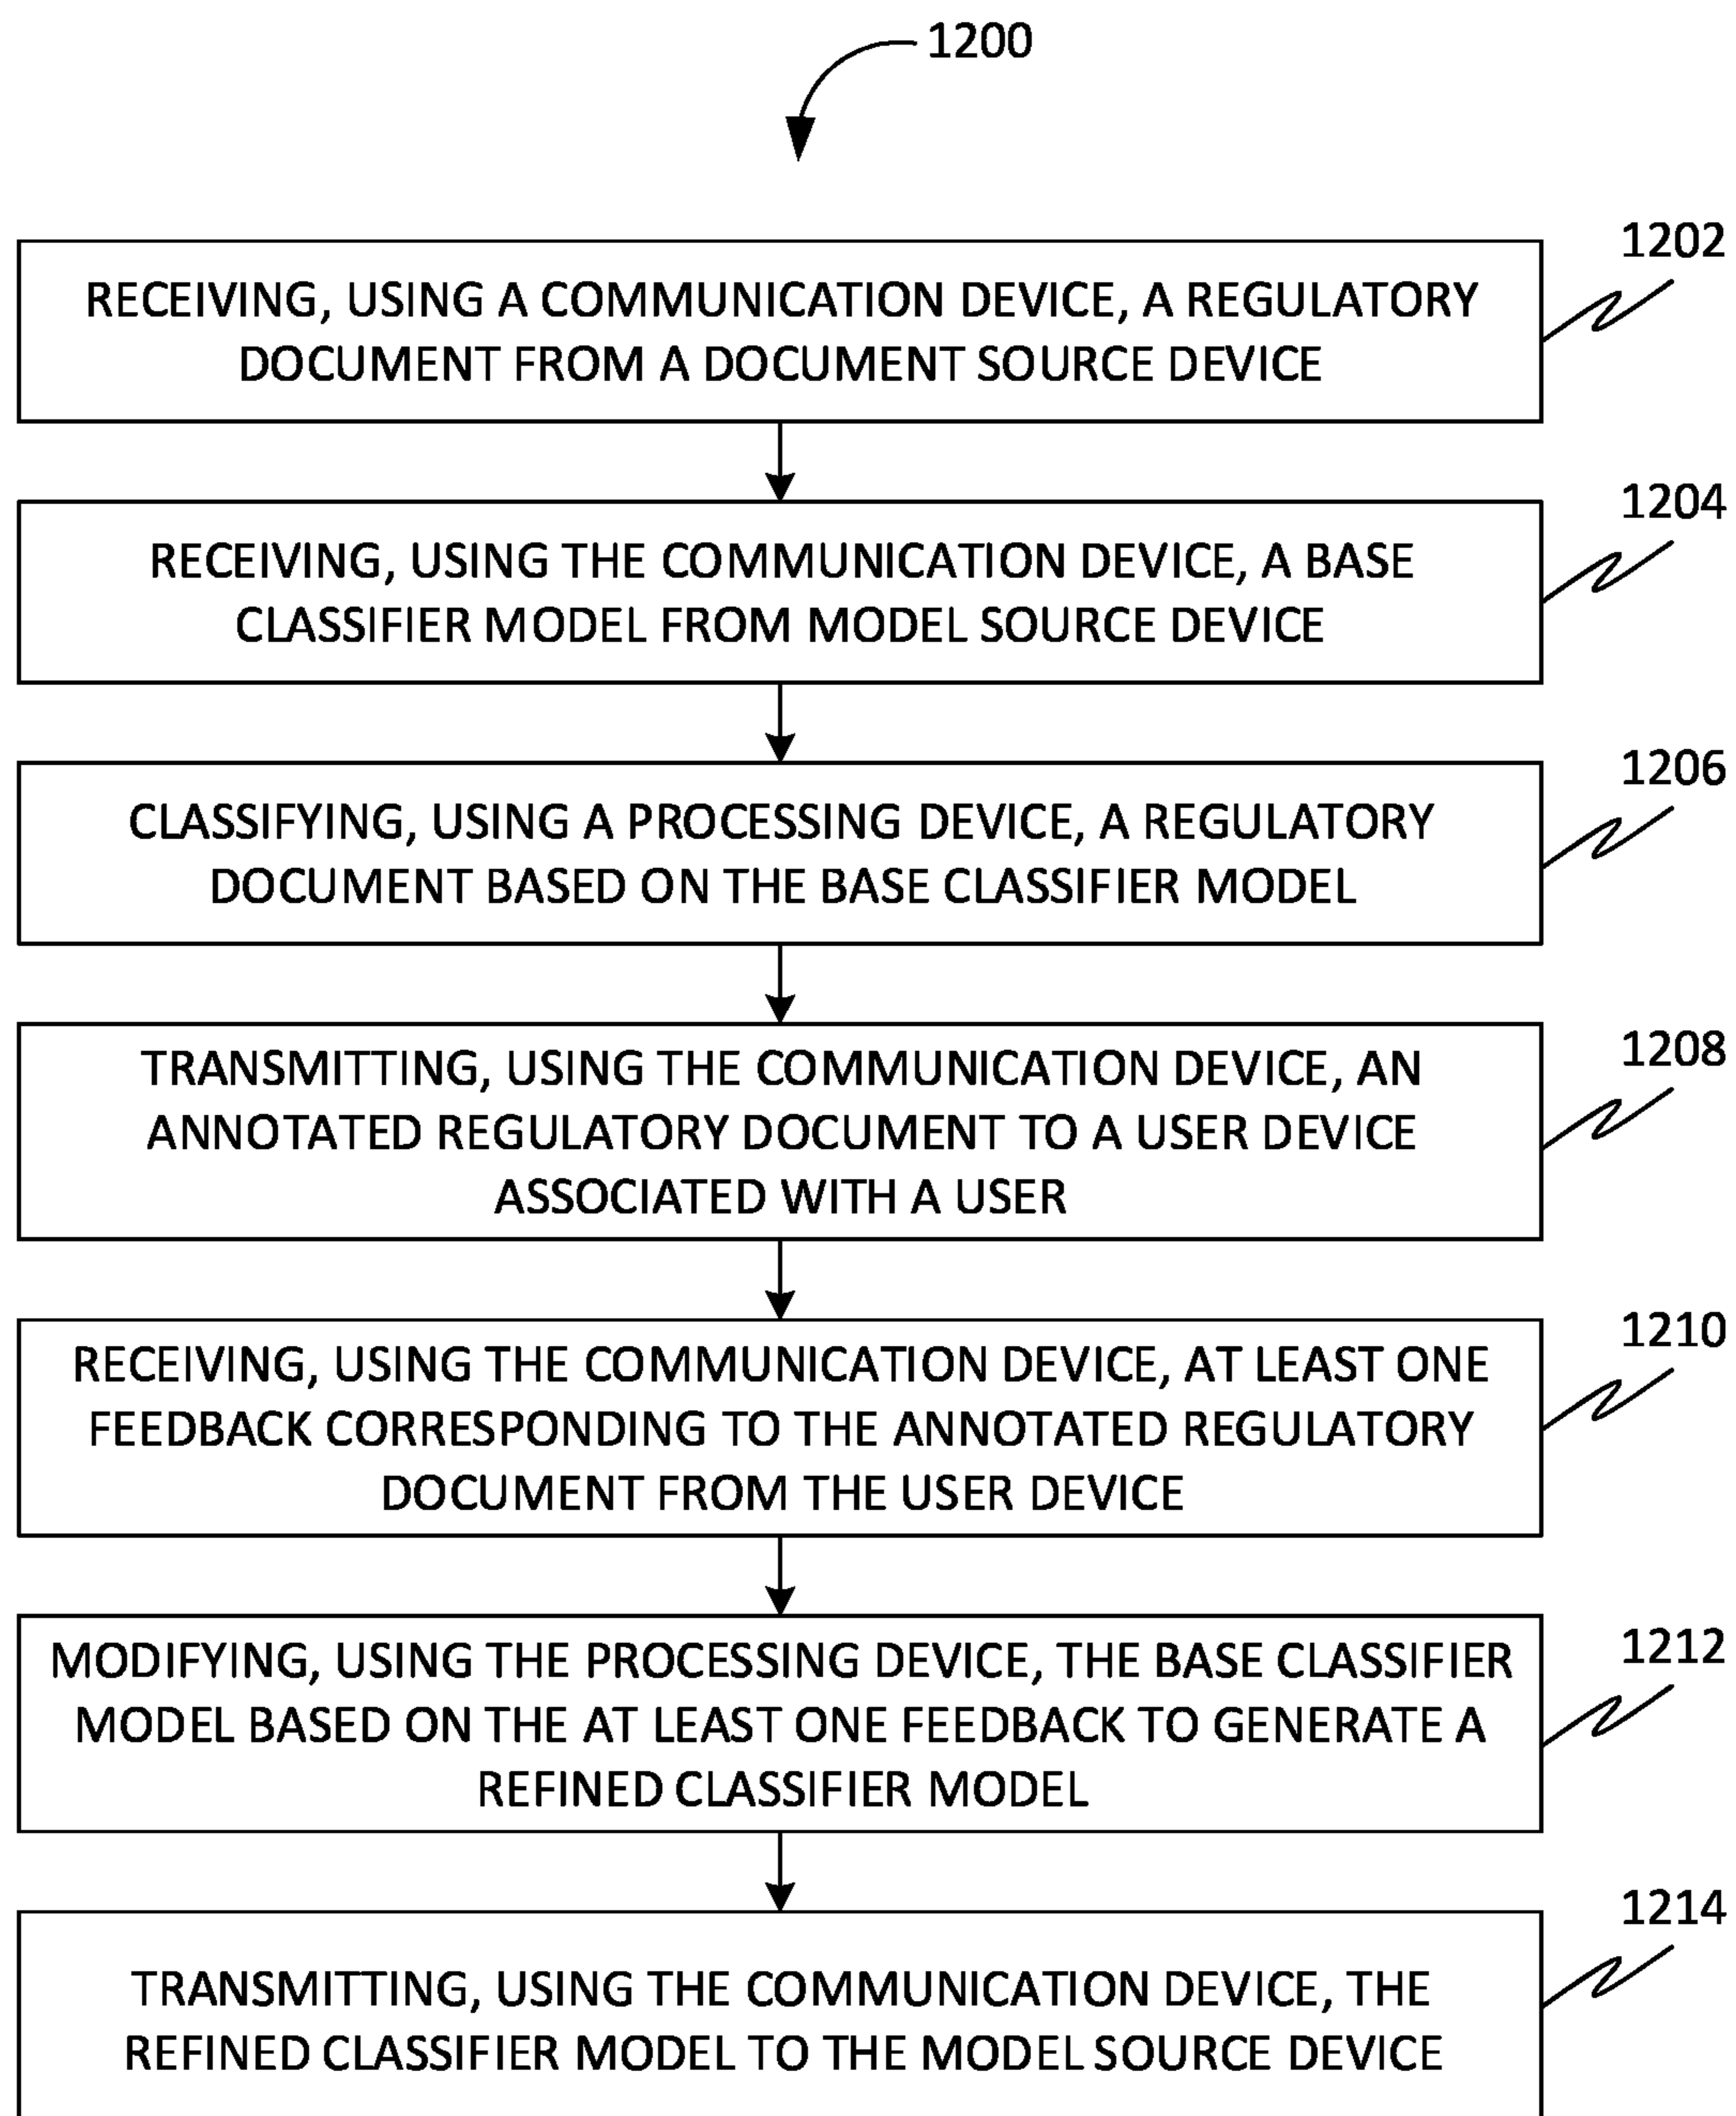 1200
1202
RECEIVING, USING A COMMUNICATION DEVICE, A REGULATORY
DOCUMENT FROM A DOCUMENT SOURCE DEVICE
1204
RECEIVING, USING THE COMMUNICATION DEVICE, A BASE
CLASSIFIER MODEL FROM MODEL SOURCE DEVICE
1206
CLASSIFYING, USING A PROCESSING DEVICE, A REGULATORY
DOCUMENT BASED ON THE BASE CLASSIFIER MODEL
1208
TRANSMITTING, USING THE COMMUNICATION DEVICE, AN
ANNOTATED REGULATORY DOCUMENT TO A USER DEVICE
ASSOCIATED WITH A USER
1210
RECEIVING, USING THE COMMUNICATION DEVICE, AT LEAST ONE
FEEDBACK CORRESPONDING TO THE ANNOTATED REGULATORY
DOCUMENT FROM THE USER DEVICE
1212
MODIFYING, USING THE PROCESSING DEVICE, THE BASE CLASSIFIER
MODEL BASED ON THE AT LEAST ONE FEEDBACK TO GENERATE A
REFINED CLASSIFIER MODEL
1214
TRANSMITTING, USING THE COMMUNICATION DEVICE, THE
REFINED CLASSIFIER MODEL TO THE MODEL SOURCE DEVICE